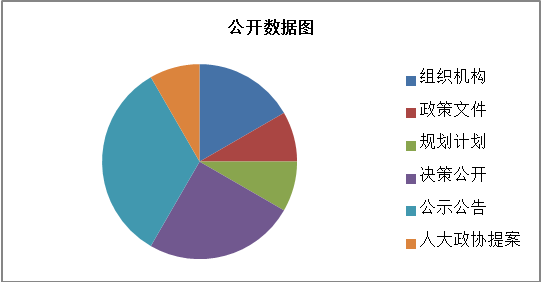 公开数据图
组织机构
政策文件
规划计划
决策公开
公示公告
人大政协提案